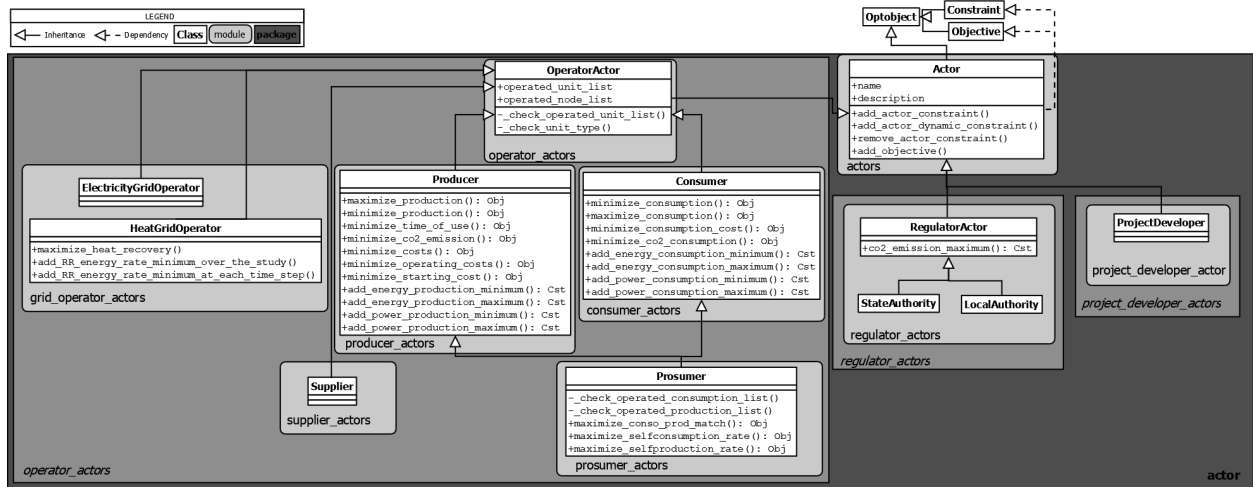 LEGEND
Inheritance
Dependency
Class
module
package
Optobject
Constraint
Objective
OperatorActor
+operated_unit_list
+operated_node_list
-_check_operated_unit_list()
-_check_unit_type()
operator_actors
Actor
+name
+description
+add_actor_constraint()
+add_actor_dynamic_constraint()
+remove_actor_constraint()
+add_objective()
actors
ElectricityGridOperator
HeatGridOperator
+maximize_heat_recovery()
+add_RR_energy_rate_minimum_over_the_study()
+add_RR_energy_rate_minimum_at_each_time_step()
grid_operator_actors
Producer
+maximize_production(): Obj
+minimize_production(): Obj
+minimize_time_of_use(): Obj
+minimize_co2_emission(): Obj
+minimize_costs(): Obj
+minimize_operating_costs(): Obj
+minimize_starting_cost(): Obj
+add_energy_production_minimum(): Cst
+add_energy_production_maximum(): Cst
+add_power_production_minimum(): Cst
+add_power_production_maximum(): Cst
producer_actors
Consumer
+minimize_consumption(): Obj
+maximize_consumption(): Obj
+minimize_consumption_cost(): Obj
+minimize_co2_consumption(): Obj
+add_energy_consumption_minimum(): Cst
+add_energy_consumption_maximum(): Cst
+add_power_consumption_minimum(): Cst
+add_power_consumption_maximum(): Cst
consumer_actors
RegulatorActor
+co2_emission_maximum(): Cst
StateAuthority
LocalAuthority
regulator_actors
regulator_actors
ProjectDeveloper
project_developer_actor
project_developer_actors
Supplier
supplier_actors
Prosumer
-_check_operated_consumption_list()
-_check_operated_production_list()
+maximize_conso_prod_match(): Obj
+maximize_selfconsumption_rate(): Obj
+maximize_selfproduction_rate(): Obj
prosumer_actors
operator_actors
actor